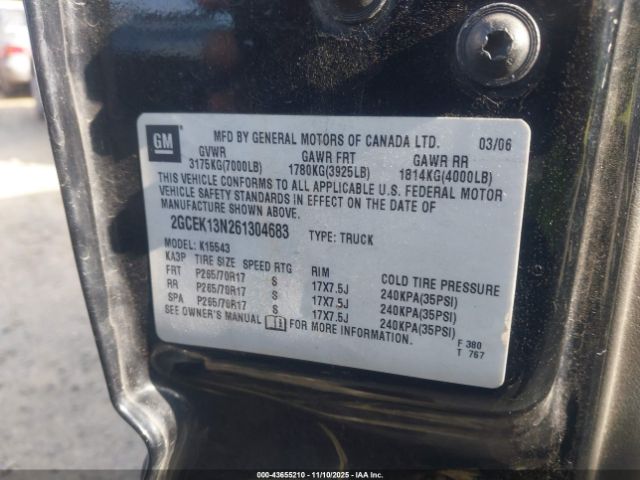 GM
MFD BY GENERAL MOTORS OF CANADA LTD. 03/06
GVWR GAWR FRT GAWR RR
3175KG(7000LB) 1780KG(3925LB) 1814KG(4000LB)
THIS VEHICLE CONFORMS TO ALL APPLICABLE U.S. FEDERAL MOTOR
VEHICLE SAFETY STANDARDS IN EFFECT ON THE DATE OF
MANUFACTURE SHOWN ABOVE.
2GCEK13N261304683 TYPE: TRUCK
MODEL: K15543
KA3P TIRE SIZE SPEED RTG RIM COLD TIRE PRESSURE
FRT P265/70R17 S 17X7.5J 240KPA(35PSI)
RR P265/70R17 S 17X7.5J 240KPA(35PSI)
SPA P265/70R17 S 17X7.5J 240KPA(35PSI)
SEE OWNER'S MANUAL FOR MORE INFORMATION.
F 380
T 767
000-43655210 - 11/10/2025 - IAAI.COM